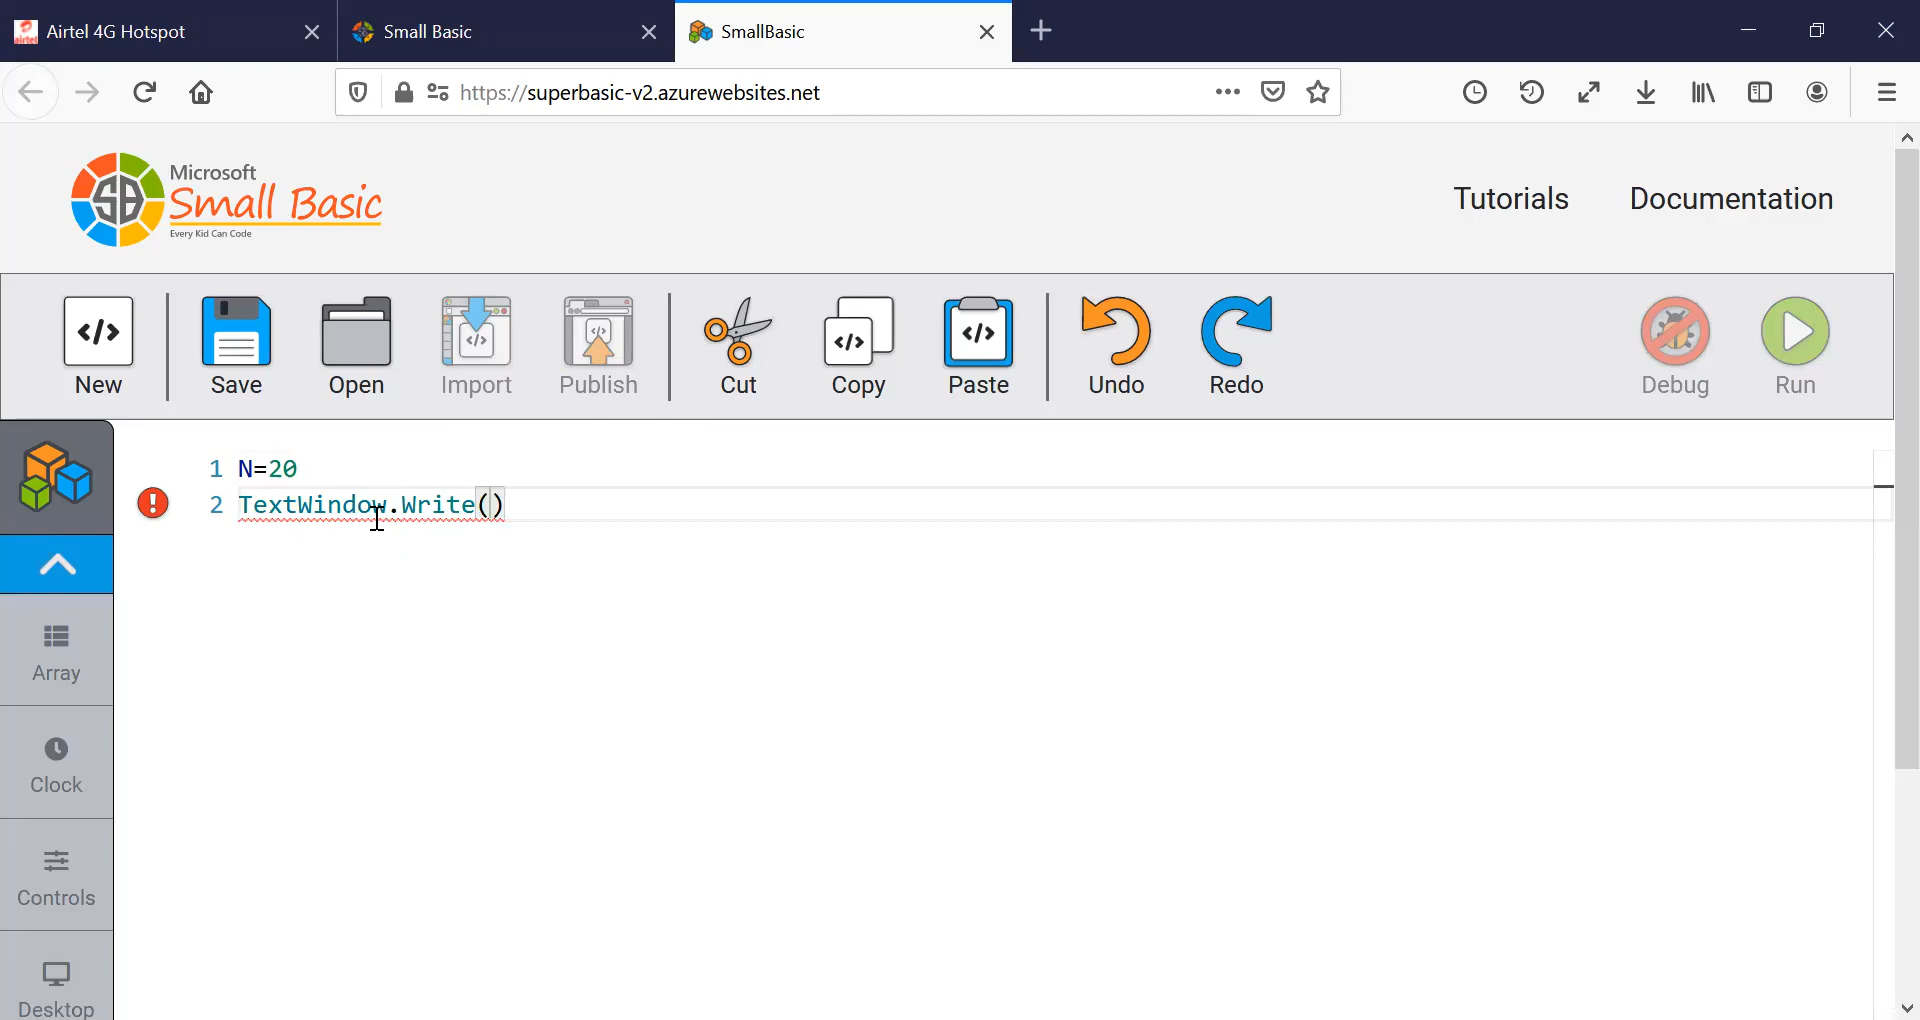 Airtel 4G Hotspot
Small Basic
SmallBasic
https://superbasic-v2.azurewebsites.net
Microsoft
Small Basic
Every Kid Can Code
Tutorials
Documentation
New
Save
Open
Import
Publish
Cut
Copy
Paste
Undo
Redo
Debug
Run
1 N=20
2 TextWindow.Write()
Array
Clock
Controls
Desktop